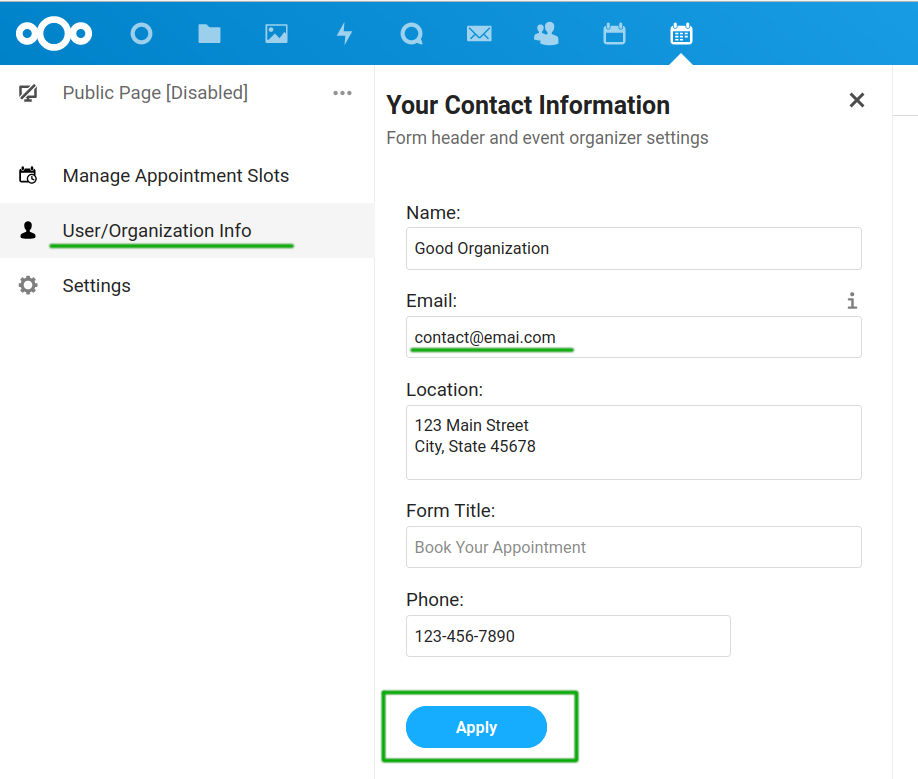 Public Page [Disabled]
Manage Appointment Slots
User/Organization Info
Settings
Your Contact Information
Form header and event organizer settings
Name:
Good Organization
Email:
contact@emai.com
Location:
123 Main Street
City, State 45678
Form Title:
Book Your Appointment
Phone:
123-456-7890
Apply